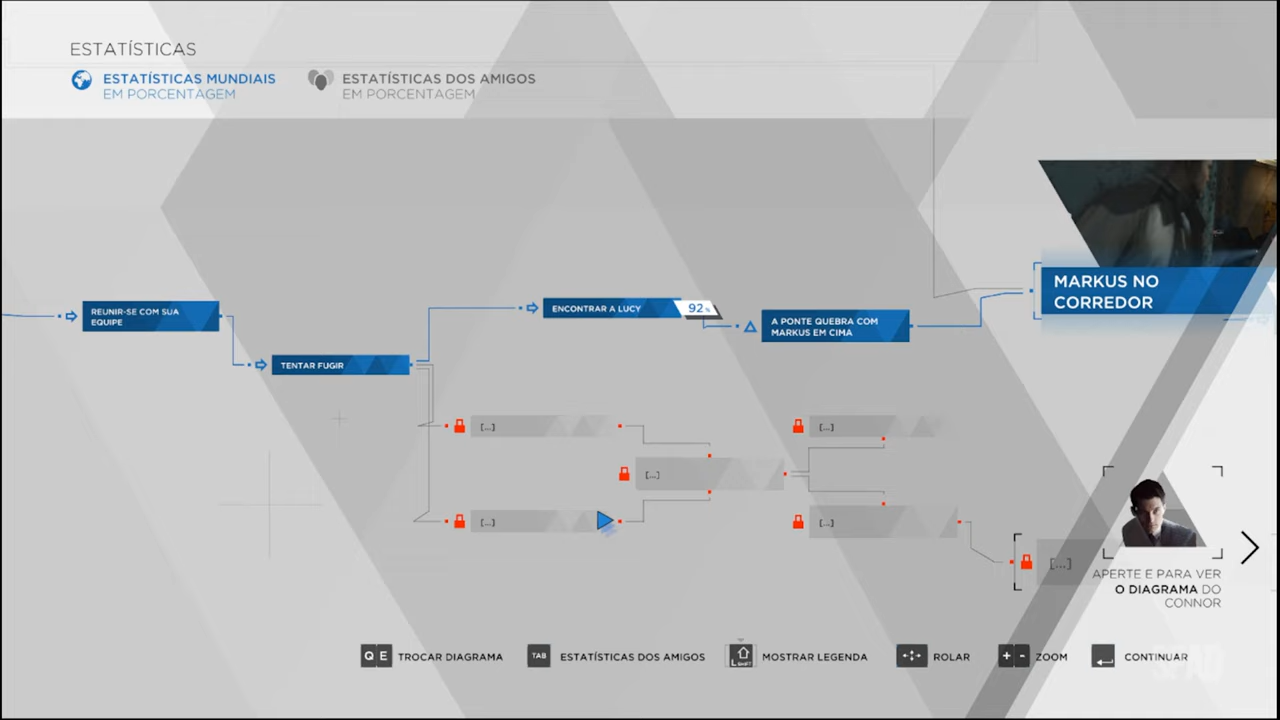 ESTATÍSTICAS
ESTATÍSTICAS MUNDIAIS
EM PORCENTAGEM
ESTATÍSTICAS DOS AMIGOS
EM PORCENTAGEM
MARKUS NO
CORREDOR
REUNIR-SE COM SUA
EQUIPE
ENCONTRAR A LUCY
92%
A PONTE QUEBRA COM
MARKUS EM CIMA
TENTAR FUGIR
[...]
[...]
[...]
[...]
[...]
[...]
APERTE E PARA VER
O DIAGRAMA DO
CONNOR
Q E TROCAR DIAGRAMA
TAB ESTATÍSTICAS DOS AMIGOS
L SHIFT MOSTRAR LEGENDA
ROLAR
+ - ZOOM
CONTINUAR